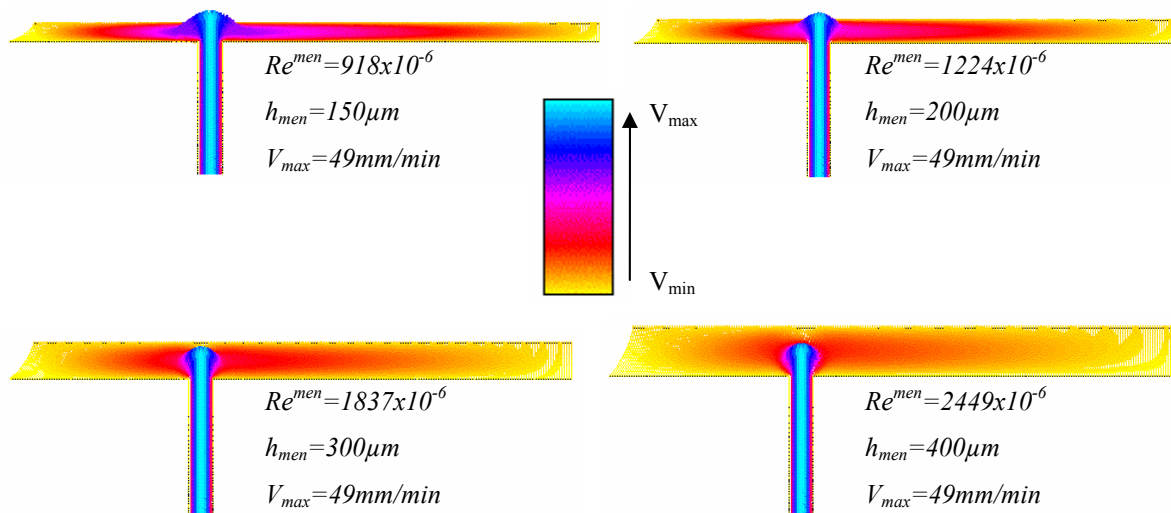 Re^men=918x10^-6
h_men=150µm
V_max=49mm/min
Re^men=1224x10^-6
h_men=200µm
V_max=49mm/min
V_max
V_min
Re^men=1837x10^-6
h_men=300µm
V_max=49mm/min
Re^men=2449x10^-6
h_men=400µm
V_max=49mm/min